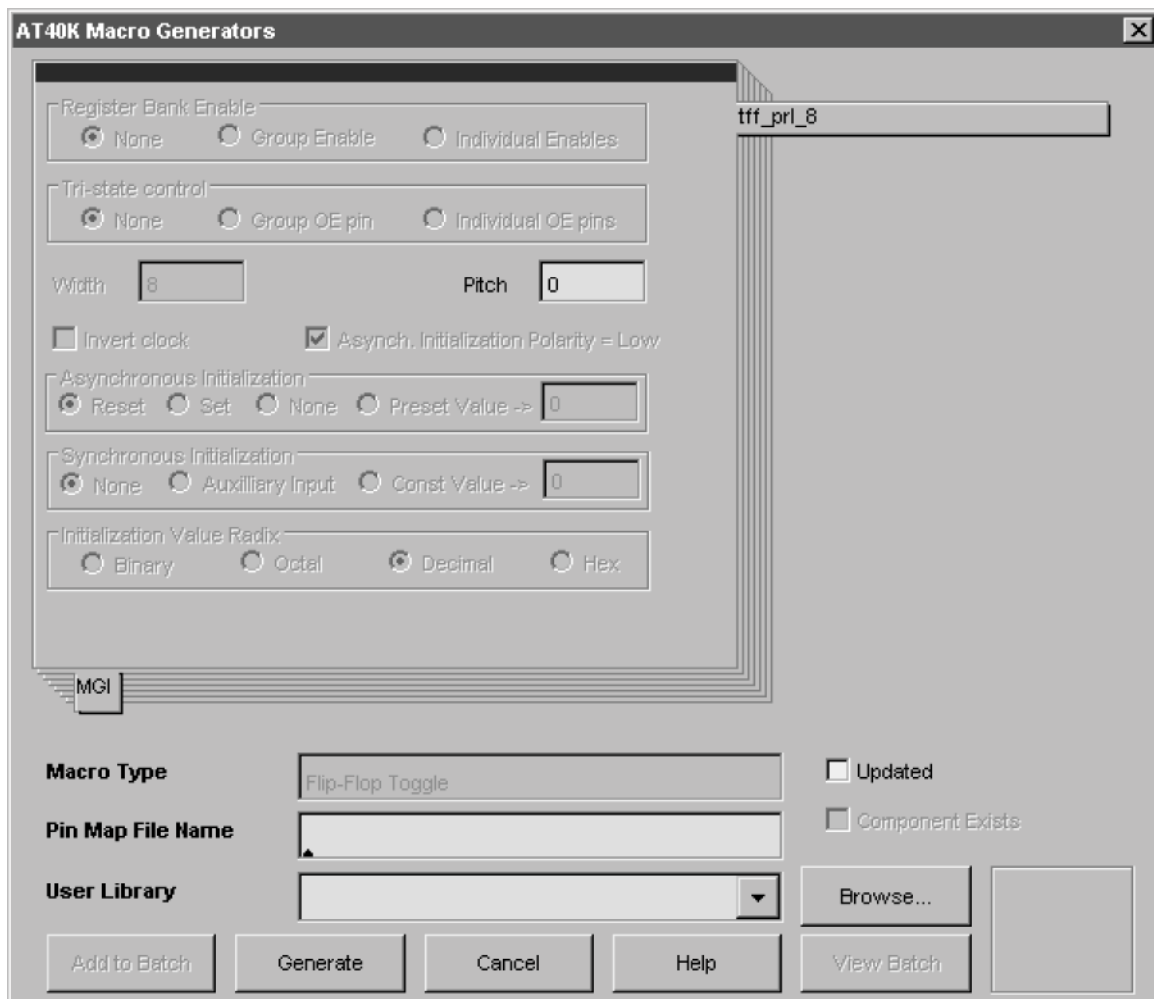 AT40K Macro Generators
Register Bank Enable
None Group Enable Individual Enables
tff_prl_8
Tri-state control
None Group OE pin Individual OE pins
Width 8 Pitch 0
Invert clock Asynch. Initialization Polarity = Low
Asynchronous Initialization
Reset Set None Preset Value -> 0
Synchronous Initialization
None Auxilliary Input Const Value -> 0
Initialization Value Radix
Binary Octal Decimal Hex
MGI
Macro Type Flip-Flop Toggle Updated
Pin Map File Name Component Exists
User Library Browse...
Add to Batch Generate Cancel Help View Batch